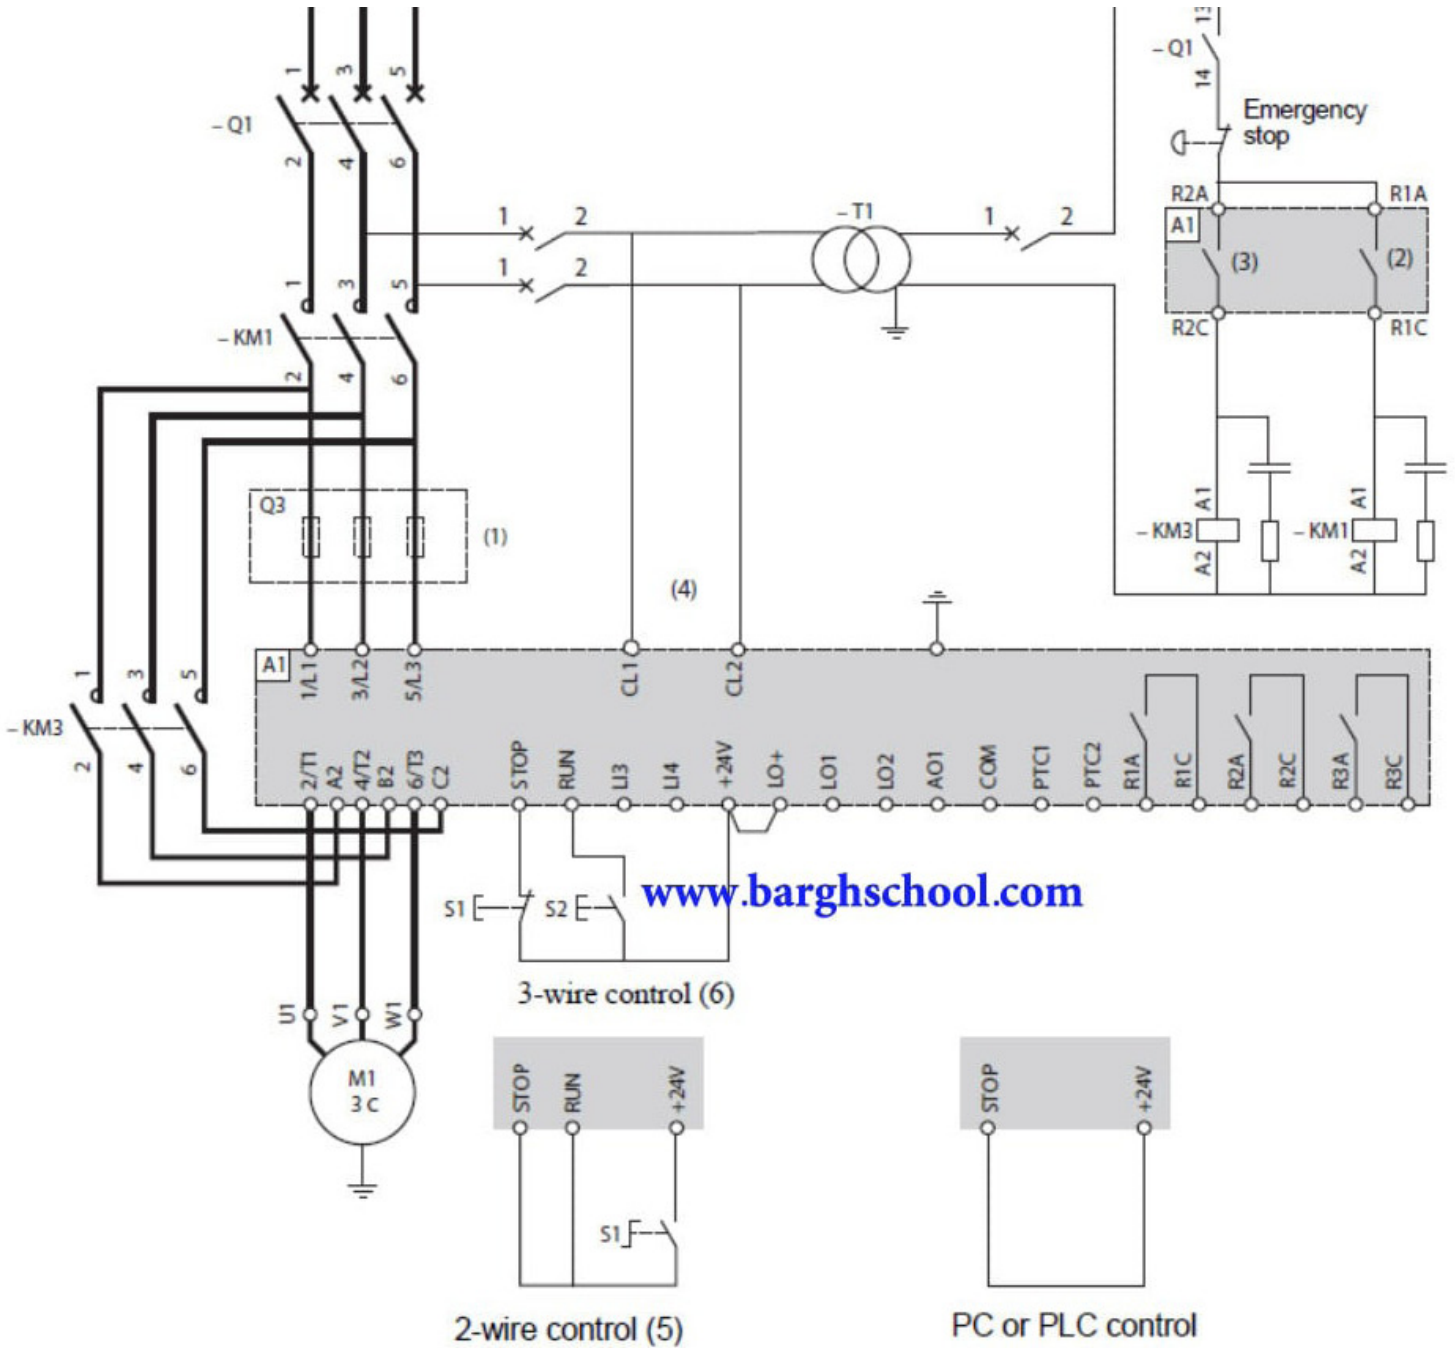 13
– Q1
14
Emergency
stop
1 3 5
– Q1
2 4 6
1 2
– T1
1 2
R2A R1A
A1
(3) (2)
R2C R1C
1 2
1 3 5
– KM1
2 4 6
Q3
(1)
A1 A1
– KM3 – KM1
A2 A2
(4)
A1
1/L1 3/L2 5/L3 CL1 CL2
1 3 5
– KM3
2 4 6
2/T1 A2 4/T2 B2 6/T3 C2 STOP RUN LI3 LI4 +24V LO+ LO1 LO2 AO1 COM PTC1 PTC2 R1A R1C R2A R2C R3A R3C
www.barghschool.com
S1 S2
3-wire control (6)
U1 V1 W1
M1
3 C
STOP RUN +24V
STOP +24V
S1
2-wire control (5)
PC or PLC control